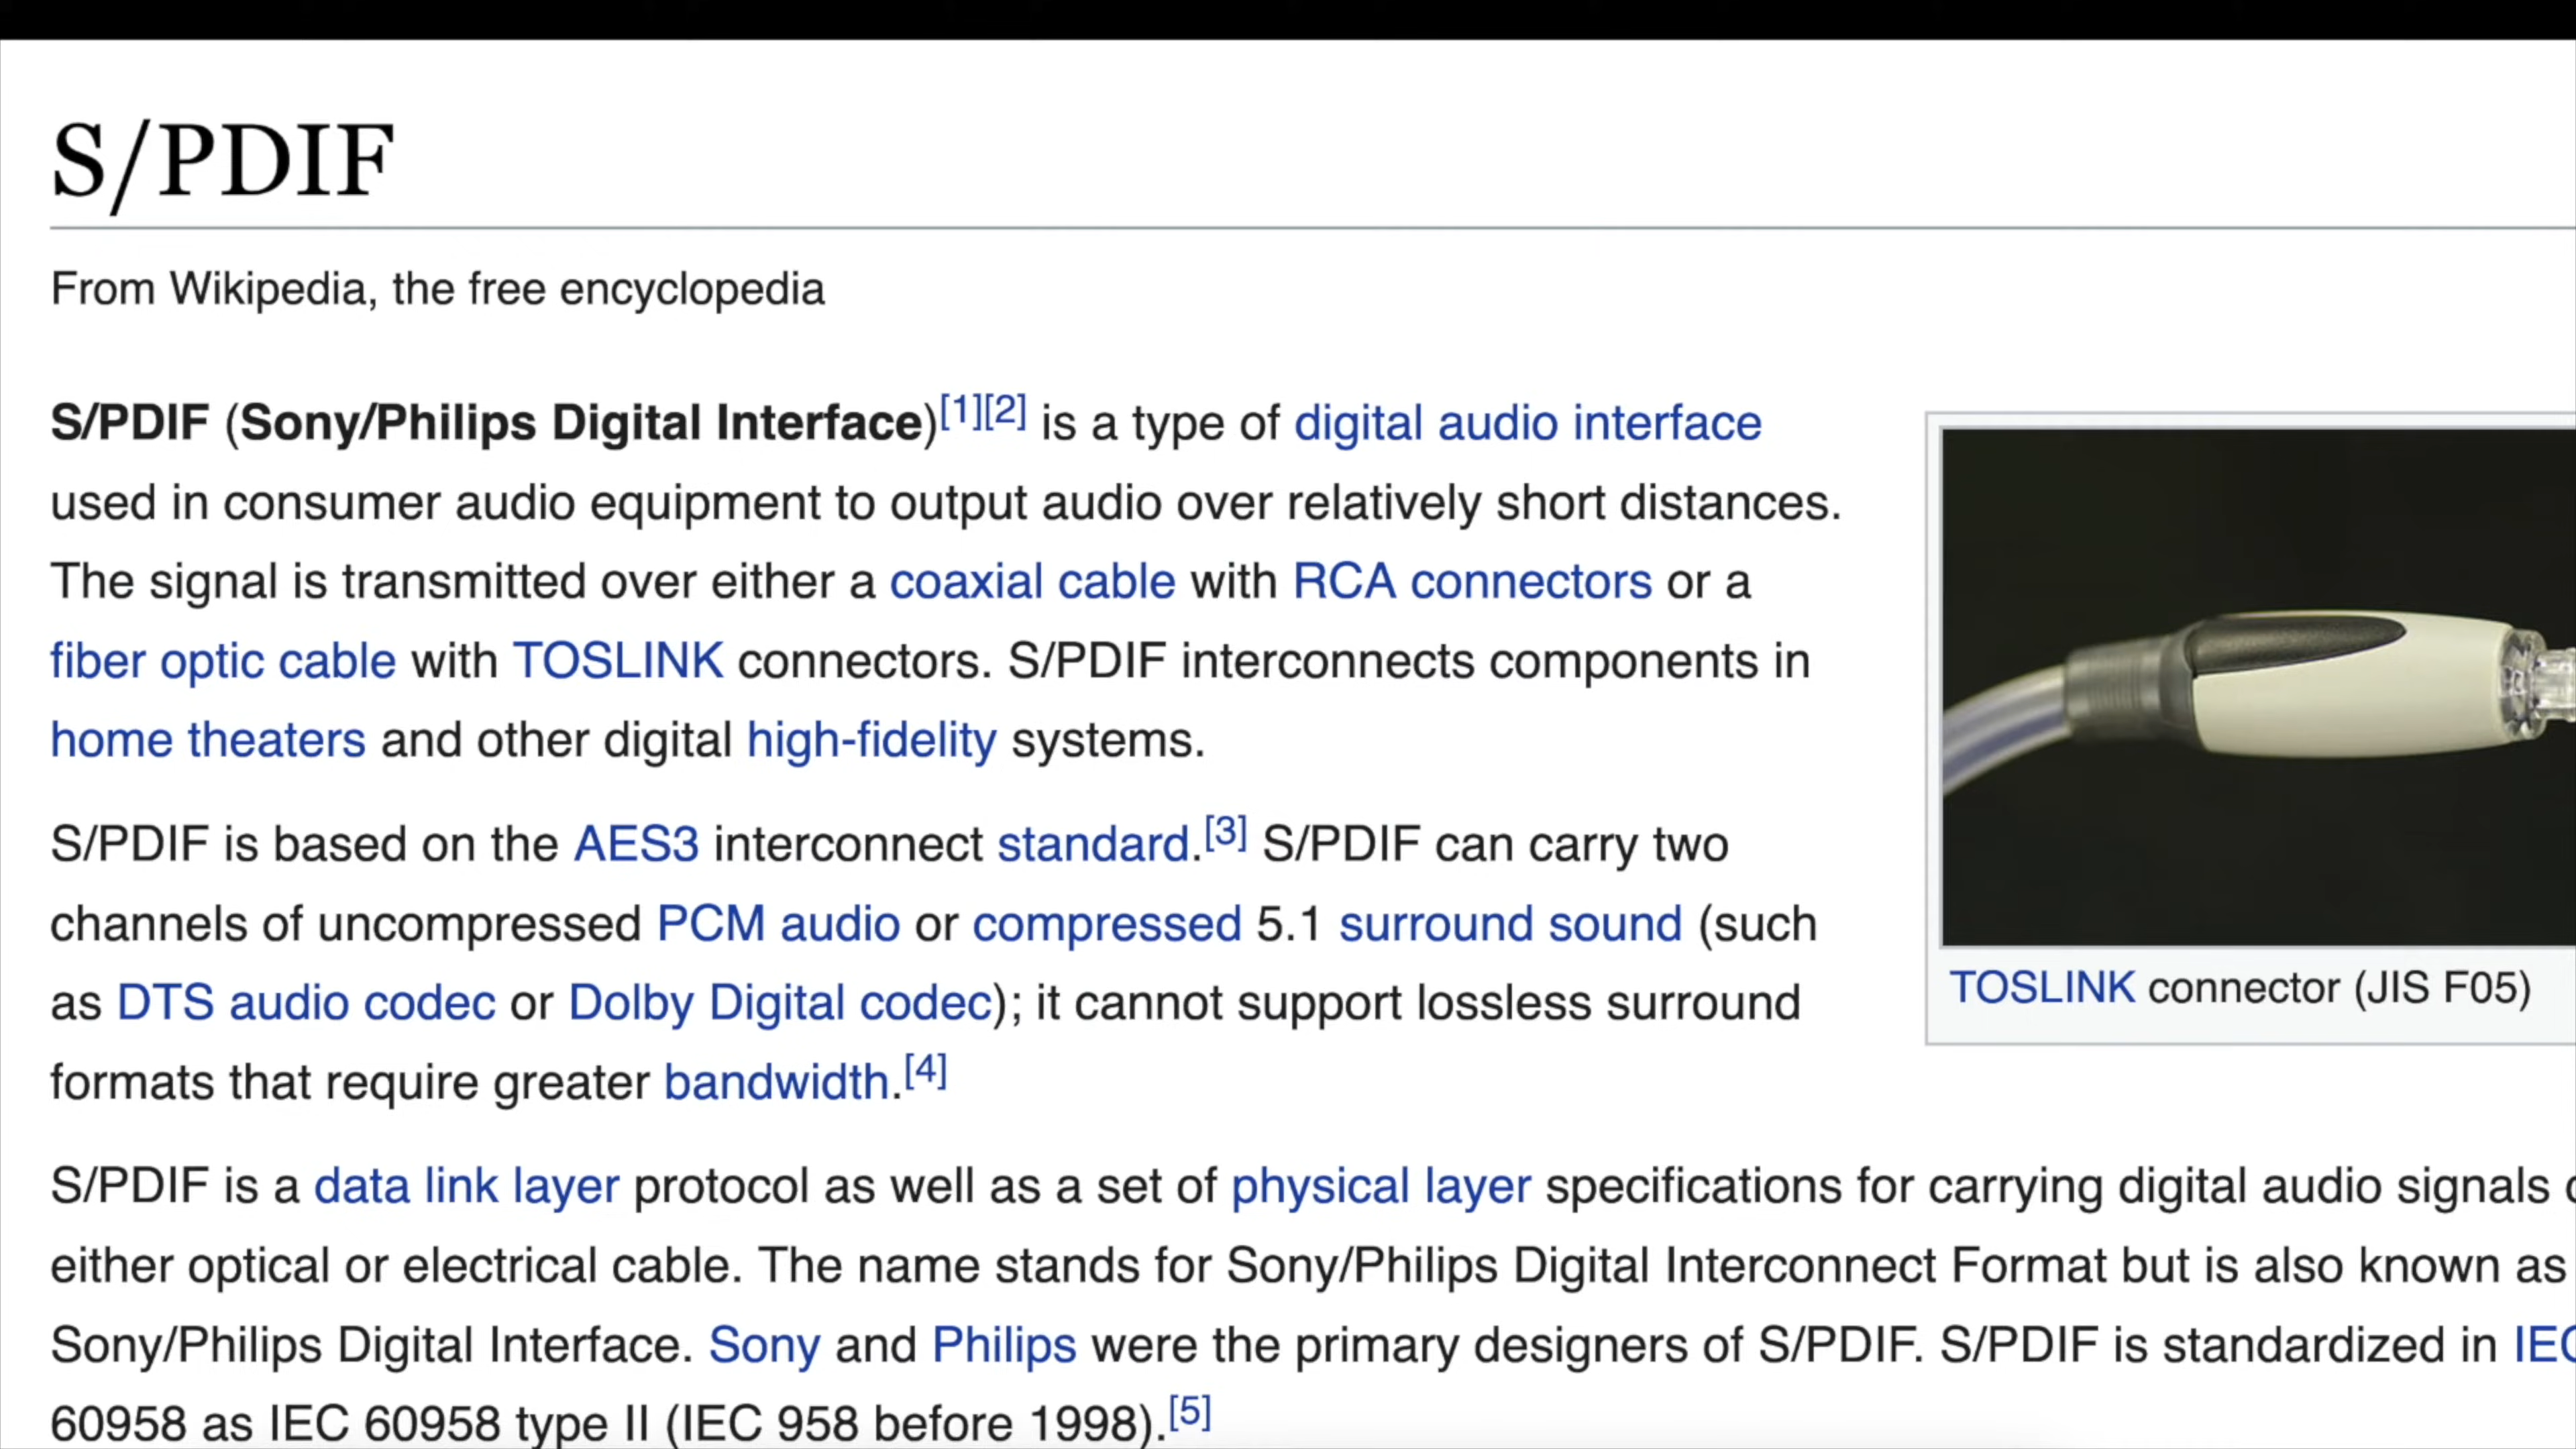 S/PDIF
From Wikipedia, the free encyclopedia
S/PDIF (Sony/Philips Digital Interface)[1][2] is a type of digital audio interface
used in consumer audio equipment to output audio over relatively short distances.
The signal is transmitted over either a coaxial cable with RCA connectors or a
fiber optic cable with TOSLINK connectors. S/PDIF interconnects components in
home theaters and other digital high-fidelity systems.
TOSLINK connector (JIS F05)
S/PDIF is based on the AES3 interconnect standard.[3] S/PDIF can carry two
channels of uncompressed PCM audio or compressed 5.1 surround sound (such
as DTS audio codec or Dolby Digital codec); it cannot support lossless surround
formats that require greater bandwidth.[4]
S/PDIF is a data link layer protocol as well as a set of physical layer specifications for carrying digital audio signals
either optical or electrical cable. The name stands for Sony/Philips Digital Interconnect Format but is also known as
Sony/Philips Digital Interface. Sony and Philips were the primary designers of S/PDIF. S/PDIF is standardized in IEC
60958 as IEC 60958 type II (IEC 958 before 1998).[5]